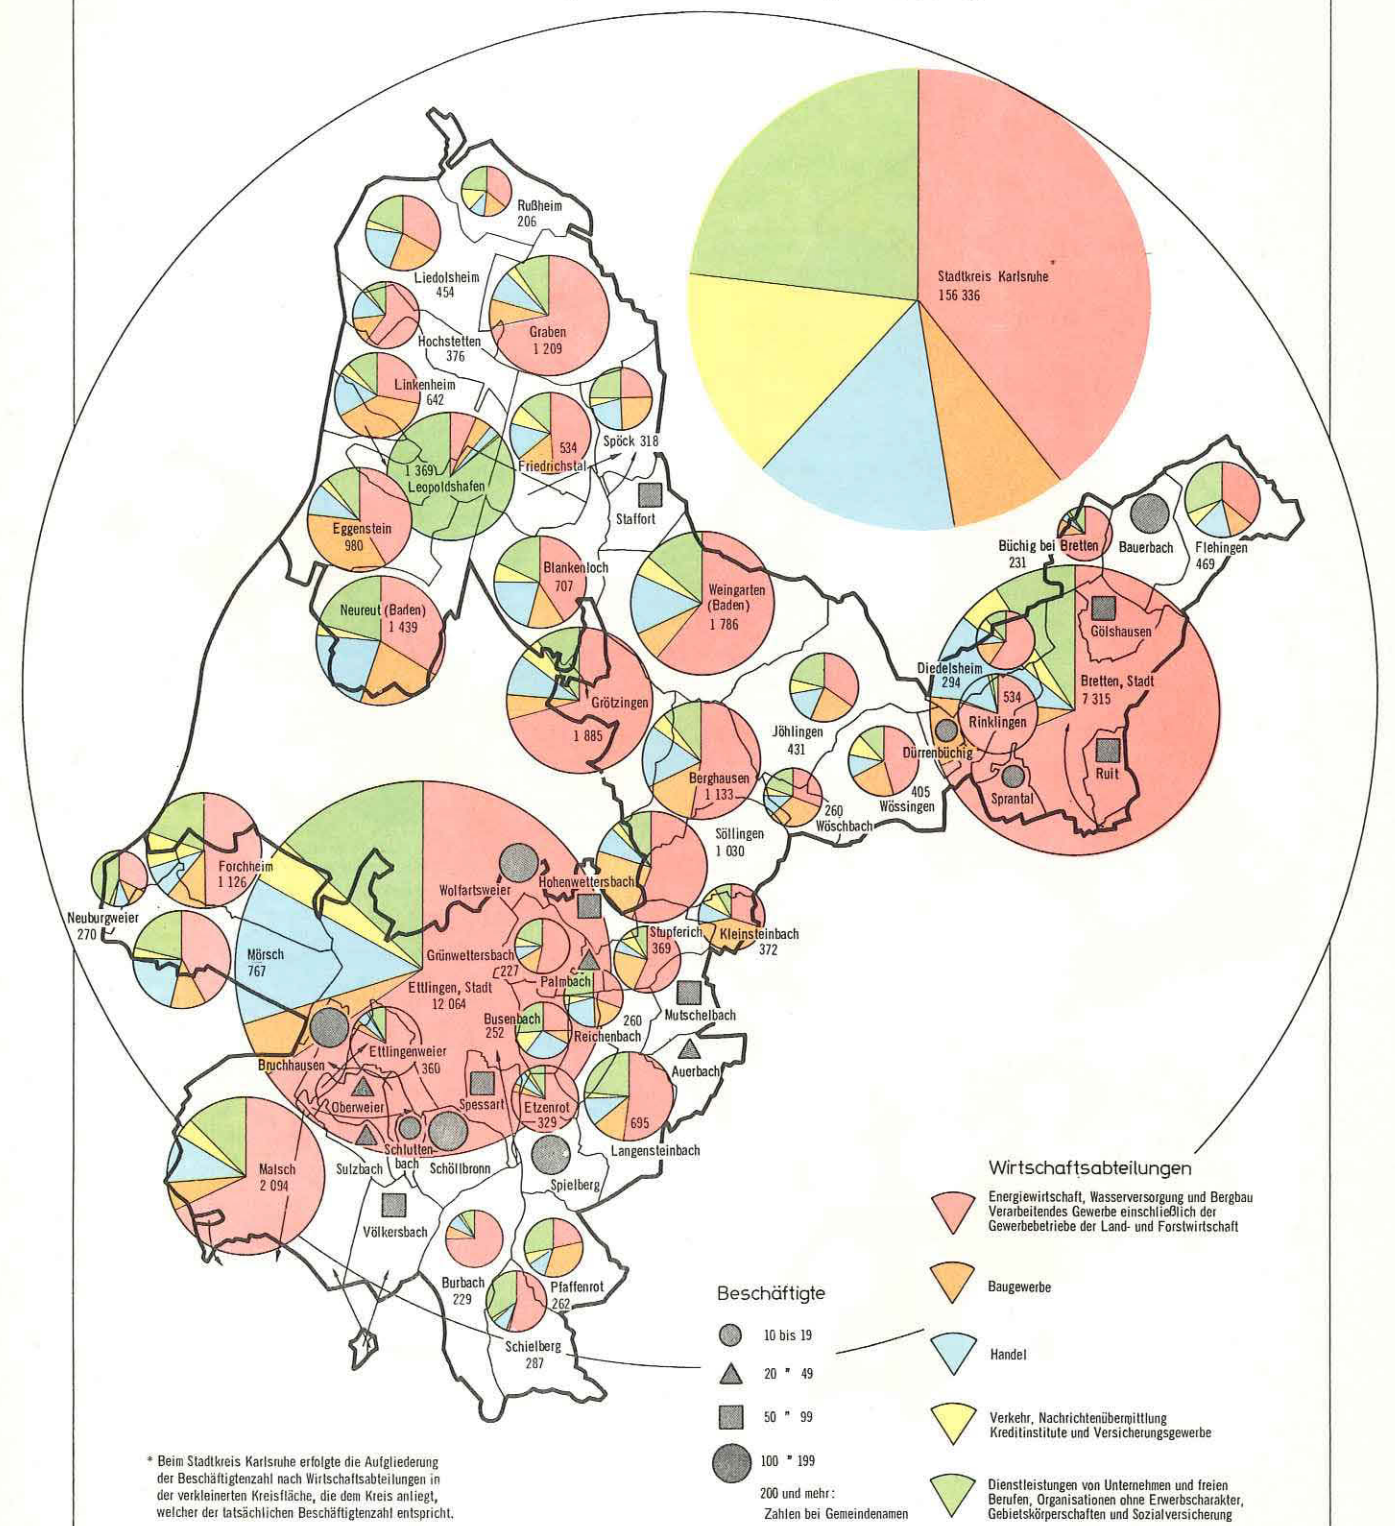 Rußheim
206
Liedolsheim
454
Hochstetten
376
Graben
1 209
Stadtkreis Karlsruhe *
156 336
Linkenheim
642
1 369
Leopoldshafen
534
Friedrichstal
Spöck 318
Staffort
Eggenstein
980
Blankenloch
707
Neureut (Baden)
1 439
Weingarten
(Baden)
1 786
Büchig bei Bretten
231
Bauerbach
Flehingen
469
Gölshausen
Diedelsheim
294
Bretten, Stadt
7 315
534
Rinklingen
Dürrenbüchig
Sprantal
Ruit
Grötzingen
1 885
Jöhlingen
431
Berghausen
1 133
405
Wössingen
260
Wöschbach
Söllingen
1 030
Forchheim
1 126
Neuburgweier
270
Mörsch
767
Wolfartsweier
Hohenwettersbach
Grünwettersbach
227
Stupferich
369
Kleinsteinbach
372
Palmbach
Ettlingen, Stadt
12 064
Mutschelbach
Busenbach
252
260
Reichenbach
Bruchhausen
Ettlingenweier
360
Auerbach
Oberweier
Spessart
Etzenrot
329
695
Langensteinbach
Schlutten-
bach
Sulzbach
Schöllbronn
Spielberg
Malsch
2 094
Völkersbach
Burbach
229
Pfaffenrot
262
Schielberg
287
Wirtschaftsabteilungen
Energiewirtschaft, Wasserversorgung und Bergbau
Verarbeitendes Gewerbe einschließlich der
Gewerbebetriebe der Land- und Forstwirtschaft
Baugewerbe
Handel
Verkehr, Nachrichtenübermittlung
Kreditinstitute und Versicherungsgewerbe
Dienstleistungen von Unternehmen und freien
Berufen, Organisationen ohne Erwerbscharakter,
Gebietskörperschaften und Sozialversicherung
Beschäftigte
10 bis 19
20 " 49
50 " 99
100 " 199
200 und mehr:
Zahlen bei Gemeindenamen
* Beim Stadtkreis Karlsruhe erfolgte die Aufgliederung
der Beschäftigtenzahl nach Wirtschaftsabteilungen in
der verkleinerten Kreisfläche, die dem Kreis anliegt,
welcher der tatsächlichen Beschäftigtenzahl entspricht.